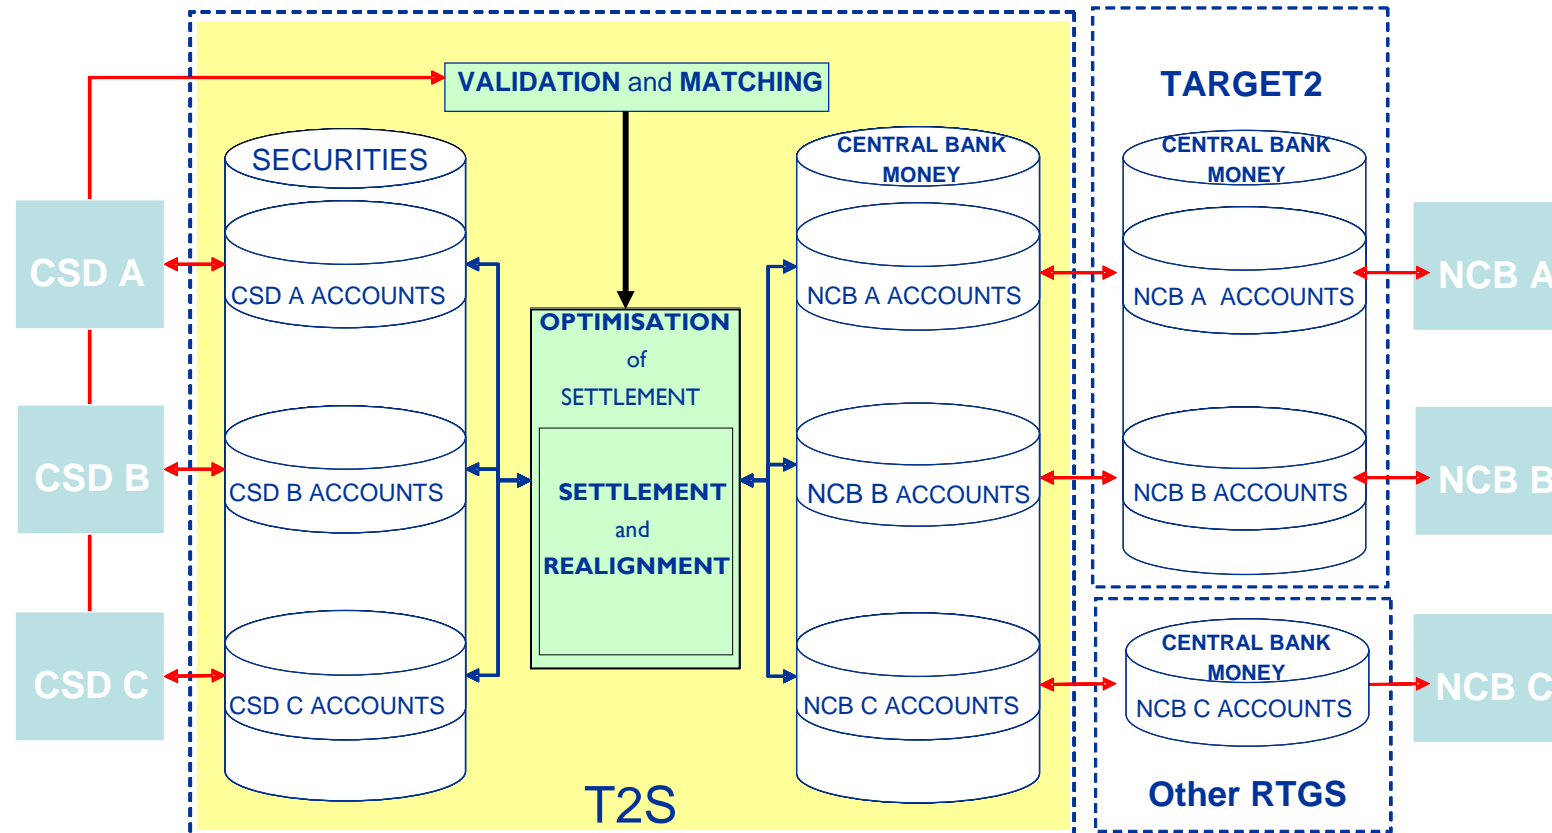 VALIDATION and MATCHING
TARGET2
SECURITIES
CENTRAL BANK
MONEY
CENTRAL BANK
MONEY
CSD A
CSD A ACCOUNTS
NCB A ACCOUNTS
NCB A ACCOUNTS
NCB A
OPTIMISATION
of
SETTLEMENT
CSD B
CSD B ACCOUNTS
SETTLEMENT
and
REALIGNMENT
NCB B ACCOUNTS
NCB B ACCOUNTS
NCB B
CSD C
CSD C ACCOUNTS
NCB C ACCOUNTS
CENTRAL BANK
MONEY
NCB C ACCOUNTS
NCB C
T2S
Other RTGS